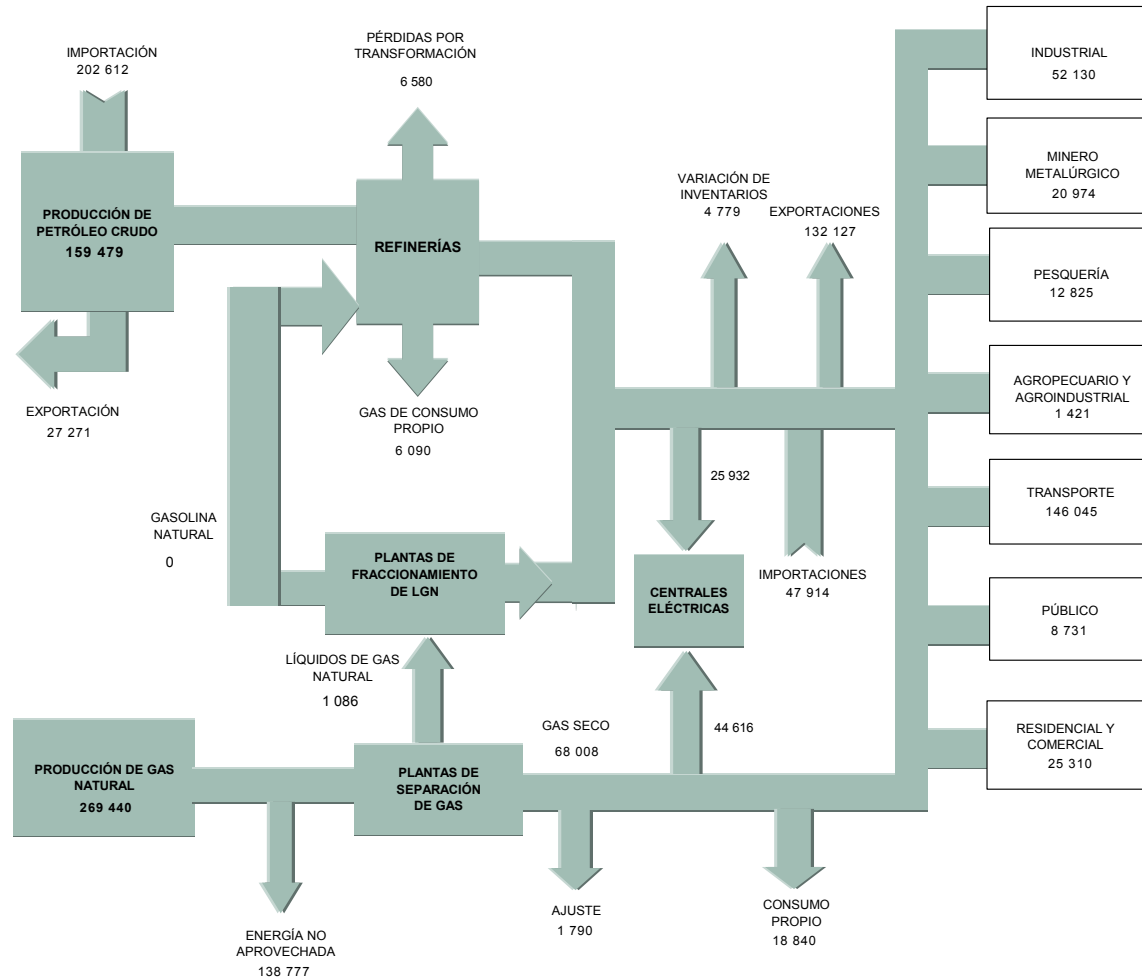 IMPORTACIÓN
202 612
PÉRDIDAS POR
TRANSFORMACIÓN
6 580
PRODUCCIÓN DE
PETRÓLEO CRUDO
159 479
REFINERÍAS
VARIACIÓN DE
INVENTARIOS
4 779
EXPORTACIONES
132 127
EXPORTACIÓN
27 271
GAS DE CONSUMO
PROPIO
6 090
GASOLINA
NATURAL
0
PLANTAS DE
FRACCIONAMIENTO
DE LGN
25 932
CENTRALES
ELÉCTRICAS
IMPORTACIONES
47 914
LÍQUIDOS DE GAS
NATURAL
1 086
GAS SECO
68 008
44 616
PRODUCCIÓN DE GAS
NATURAL
269 440
PLANTAS DE
SEPARACIÓN
DE GAS
ENERGÍA NO
APROVECHADA
138 777
AJUSTE
1 790
CONSUMO
PROPIO
18 840
INDUSTRIAL
52 130
MINERO
METALÚRGICO
20 974
PESQUERÍA
12 825
AGROPECUARIO Y
AGROINDUSTRIAL
1 421
TRANSPORTE
146 045
PÚBLICO
8 731
RESIDENCIAL Y
COMERCIAL
25 310